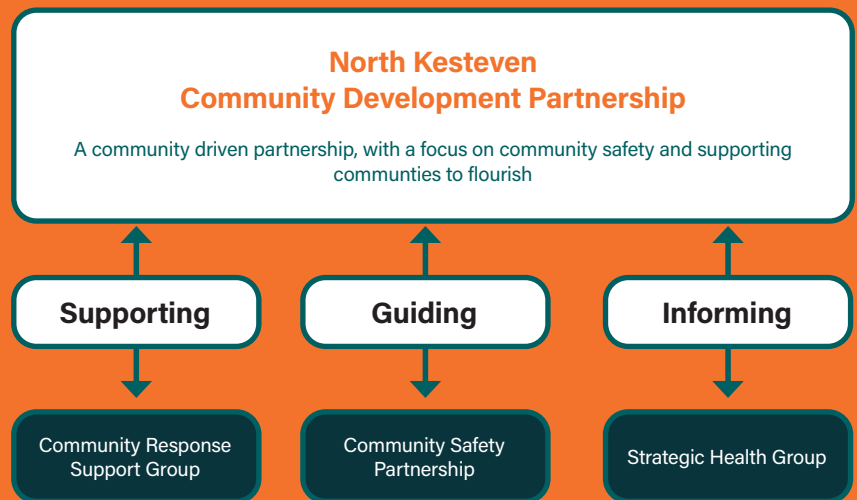 North Kesteven
Community Development Partnership
A community driven partnership, with a focus on community safety and supporting
communties to flourish
Supporting
Guiding
Informing
Community Response
Support Group
Community Safety
Partnership
Strategic Health Group